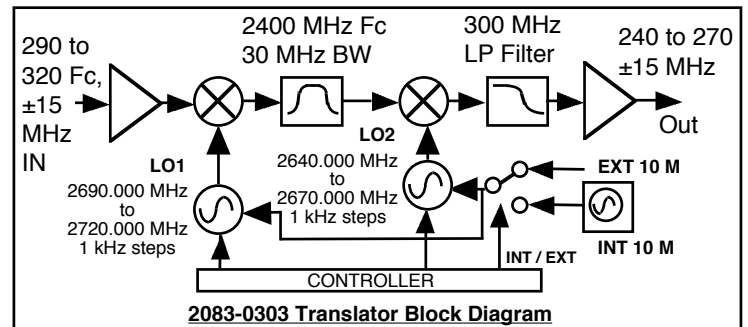 290 to
320 Fc,
±15
MHz
IN
2400 MHz Fc
30 MHz BW
300 MHz
LP Filter
240 to 270
±15 MHz
Out
LO1
2690.000 MHz
to
2720.000 MHz
1 kHz steps
LO2
2640.000 MHz
to
2670.000 MHz
1 kHz steps
EXT 10 M
INT 10 M
INT / EXT
CONTROLLER
2083-0303 Translator Block Diagram